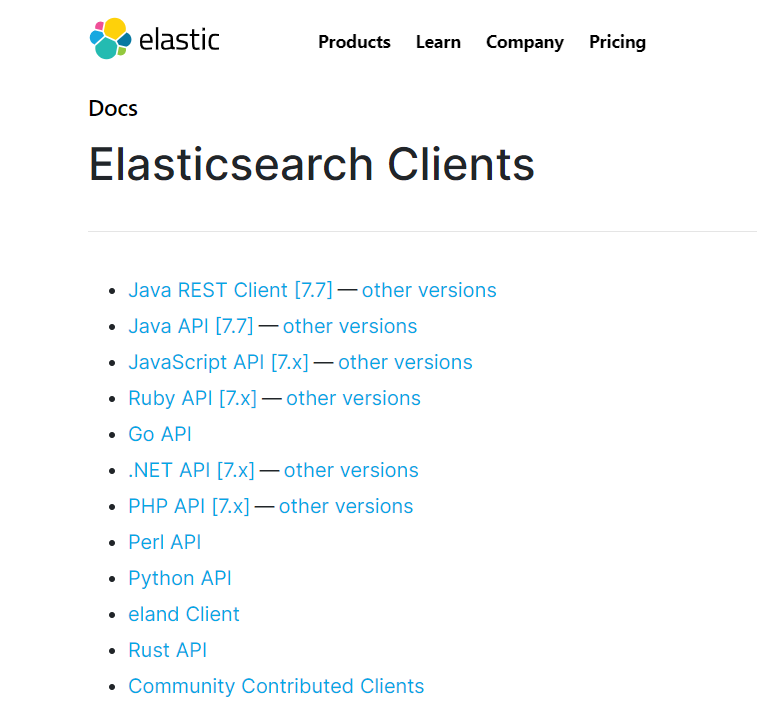 elastic Products Learn Company Pricing
Docs
Elasticsearch Clients
• Java REST Client [7.7] — other versions
• Java API [7.7] — other versions
• JavaScript API [7.x] — other versions
• Ruby API [7.x] — other versions
• Go API
• .NET API [7.x] — other versions
• PHP API [7.x] — other versions
• Perl API
• Python API
• eland Client
• Rust API
• Community Contributed Clients